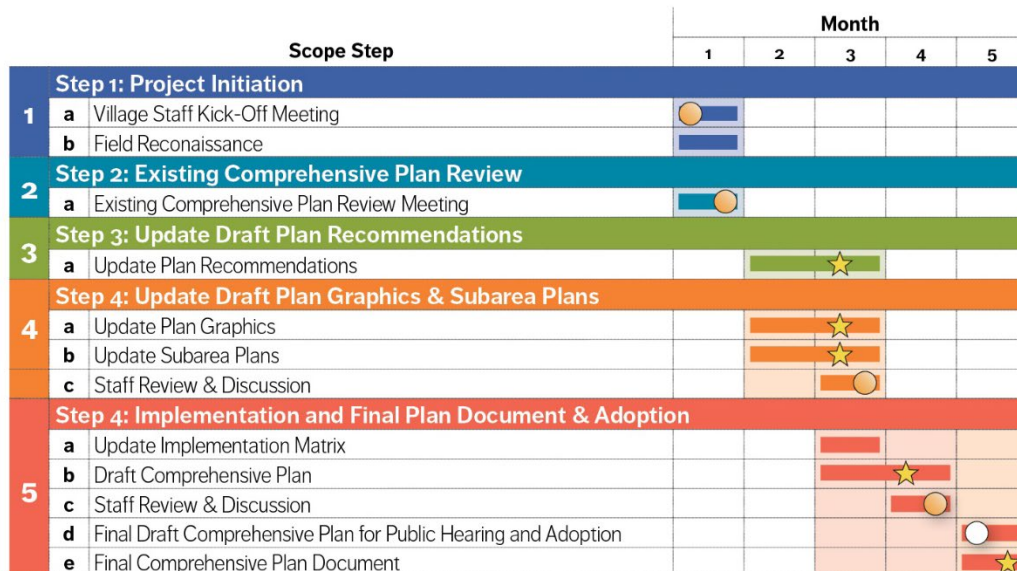 Month
Scope Step
1 2 3 4 5
Step 1: Project Initiation
1
a Village Staff Kick-Off Meeting
b Field Reconaissance
Step 2: Existing Comprehensive Plan Review
2
a Existing Comprehensive Plan Review Meeting
Step 3: Update Draft Plan Recommendations
3
a Update Plan Recommendations
Step 4: Update Draft Plan Graphics & Subarea Plans
4
a Update Plan Graphics
b Update Subarea Plans
c Staff Review & Discussion
Step 4: Implementation and Final Plan Document & Adoption
5
a Update Implementation Matrix
b Draft Comprehensive Plan
c Staff Review & Discussion
d Final Draft Comprehensive Plan for Public Hearing and Adoption
e Final Comprehensive Plan Document